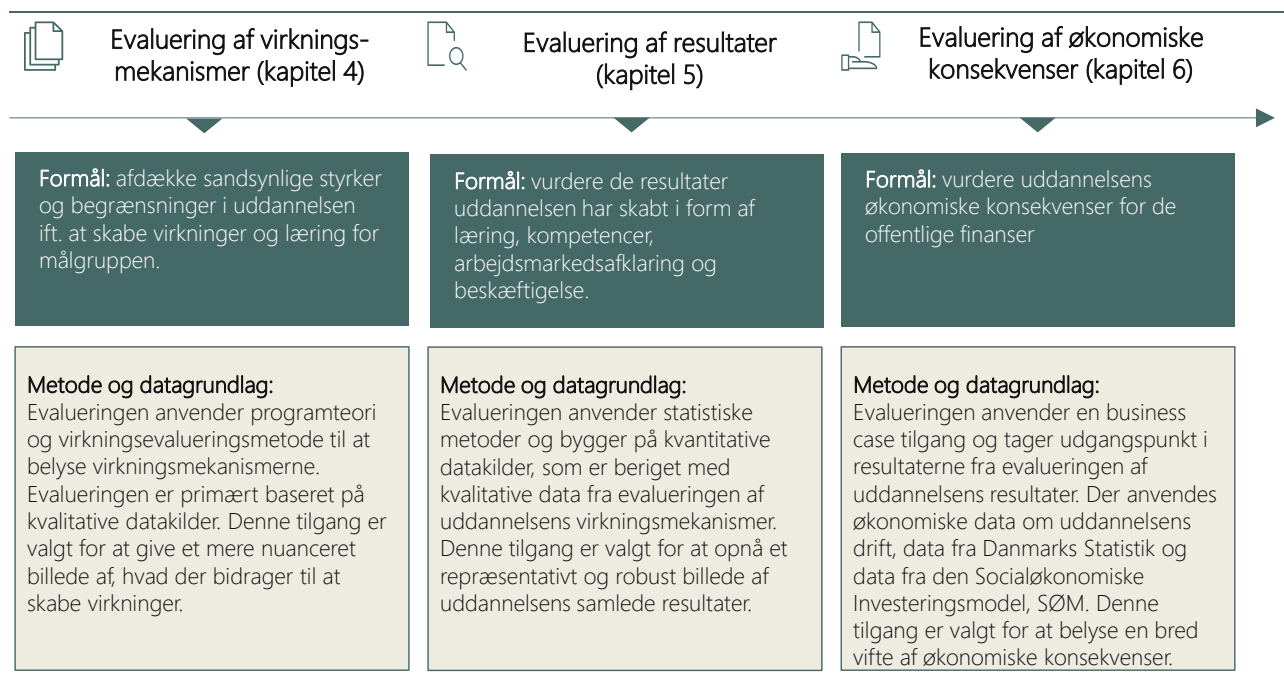 Evaluering af virknings-
mekanismer (kapitel 4)
Evaluering af resultater
(kapitel 5)
Evaluering af økonomiske
konsekvenser (kapitel 6)
Formål: afdække sandsynlige styrker
og begrænsninger i uddannelsen
ift. at skabe virkninger og læring for
målgruppen.
Formål: vurdere de resultater
uddannelsen har skabt i form af
læring, kompetencer,
arbejdsmarkedsafklaring og
beskæftigelse.
Formål: vurdere uddannelsens
økonomiske konsekvenser for de
offentlige finanser
Metode og datagrundlag:
Evalueringen anvender programteori
og virkningsevalueringsmetode til at
belyse virkningsmekanismerne.
Evalueringen er primært baseret på
kvalitative datakilder. Denne tilgang er
valgt for at give et mere nuanceret
billede af, hvad der bidrager til at
skabe virkninger.
Metode og datagrundlag:
Evalueringen anvender statistiske
metoder og bygger på kvantitative
datakilder, som er beriget med
kvalitative data fra evalueringen af
uddannelsens virkningsmekanismer.
Denne tilgang er valgt for at opnå et
repræsentativt og robust billede af
uddannelsens samlede resultater.
Metode og datagrundlag:
Evalueringen anvender en business
case tilgang og tager udgangspunkt i
resultaterne fra evalueringen af
uddannelsens resultater. Der anvendes
økonomiske data om uddannelsens
drift, data fra Danmarks Statistik og
data fra den Socialøkonomiske
Investeringsmodel, SØM. Denne
tilgang er valgt for at belyse en bred
vifte af økonomiske konsekvenser.